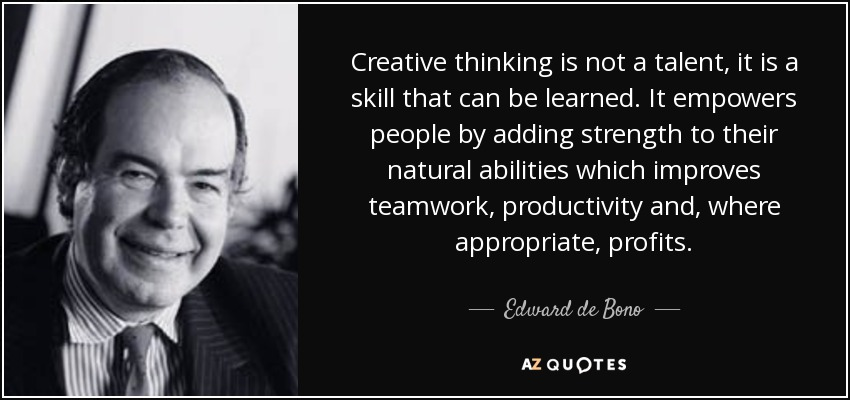 Creative thinking is not a talent, it is a
skill that can be learned. It empowers
people by adding strength to their
natural abilities which improves
teamwork, productivity and, where
appropriate, profits.
— Edward de Bono —
AZ QUOTES